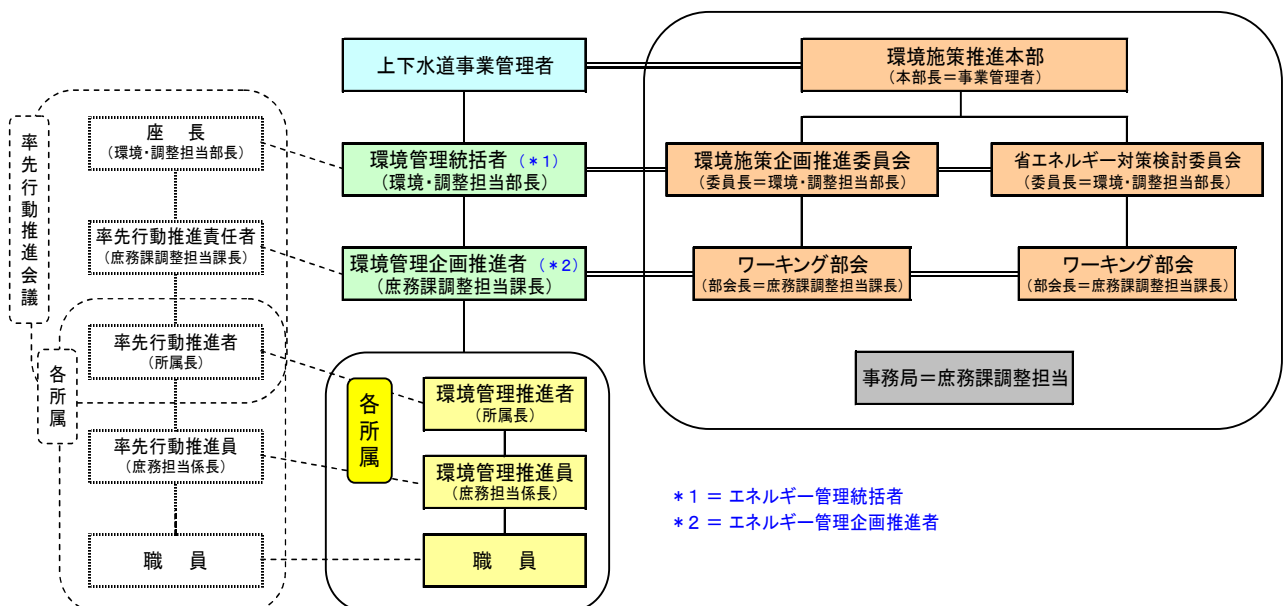 上下水道事業管理者
環境施策推進本部
（本部長＝事業管理者）
率先行動推進会議
座　長
（環境・調整担当部長）
環境管理統括者（＊1）
（環境・調整担当部長）
環境施策企画推進委員会
（委員長＝環境・調整担当部長）
省エネルギー対策検討委員会
（委員長＝環境・調整担当部長）
率先行動推進責任者
（庶務課調整担当課長）
環境管理企画推進者（＊2）
（庶務課調整担当課長）
ワーキング部会
（部会長＝庶務課調整担当課長）
ワーキング部会
（部会長＝庶務課調整担当課長）
各所属
率先行動推進者
（所属長）
各所属
環境管理推進者
（所属長）
事務局＝庶務課調整担当
率先行動推進員
（庶務担当係長）
環境管理推進員
（庶務担当係長）
＊1 ＝ エネルギー管理統括者
＊2 ＝ エネルギー管理企画推進者
職　員
職　員